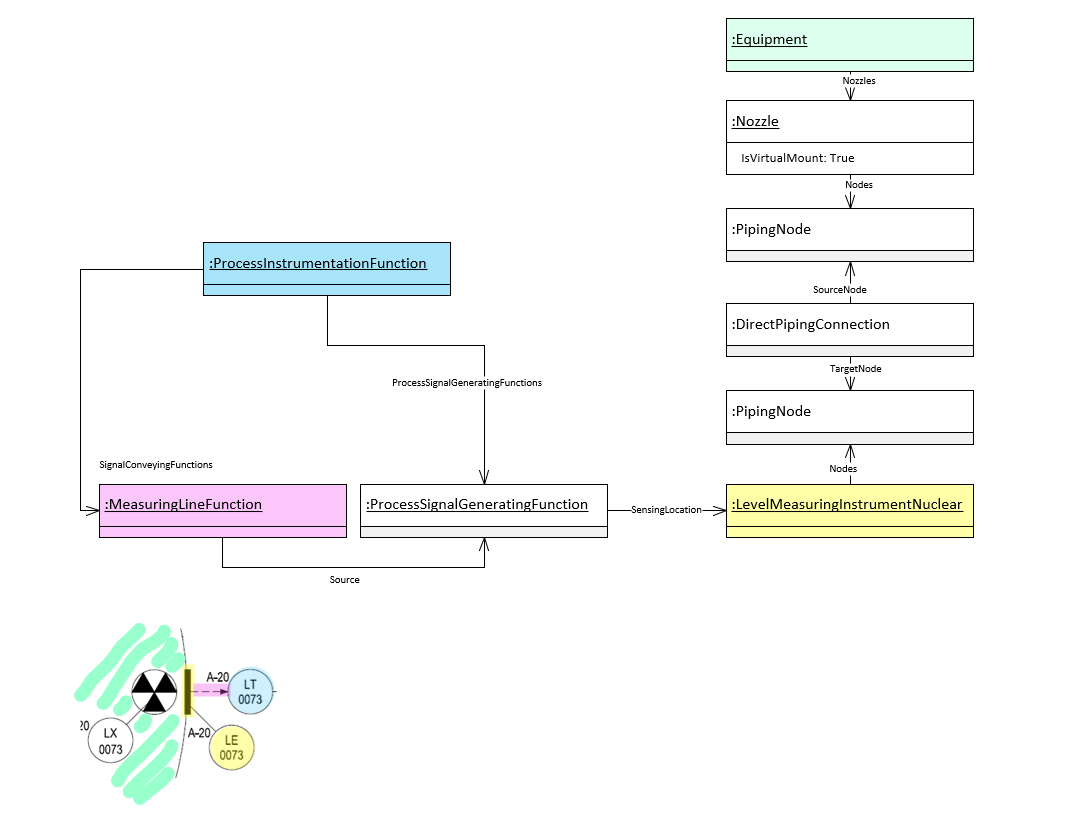 :Equipment
Nozzles
:Nozzle
IsVirtualMount: True
Nodes
:PipingNode
:ProcessInstrumentationFunction
SourceNode
:DirectPipingConnection
TargetNode
ProcessSignalGeneratingFunctions
:PipingNode
SignalConveyingFunctions
Nodes
:MeasuringLineFunction
:ProcessSignalGeneratingFunction
SensingLocation
:LevelMeasuringInstrumentNuclear
Source
A-20
LT
0073
20
LX
0073
A-20
LE
0073